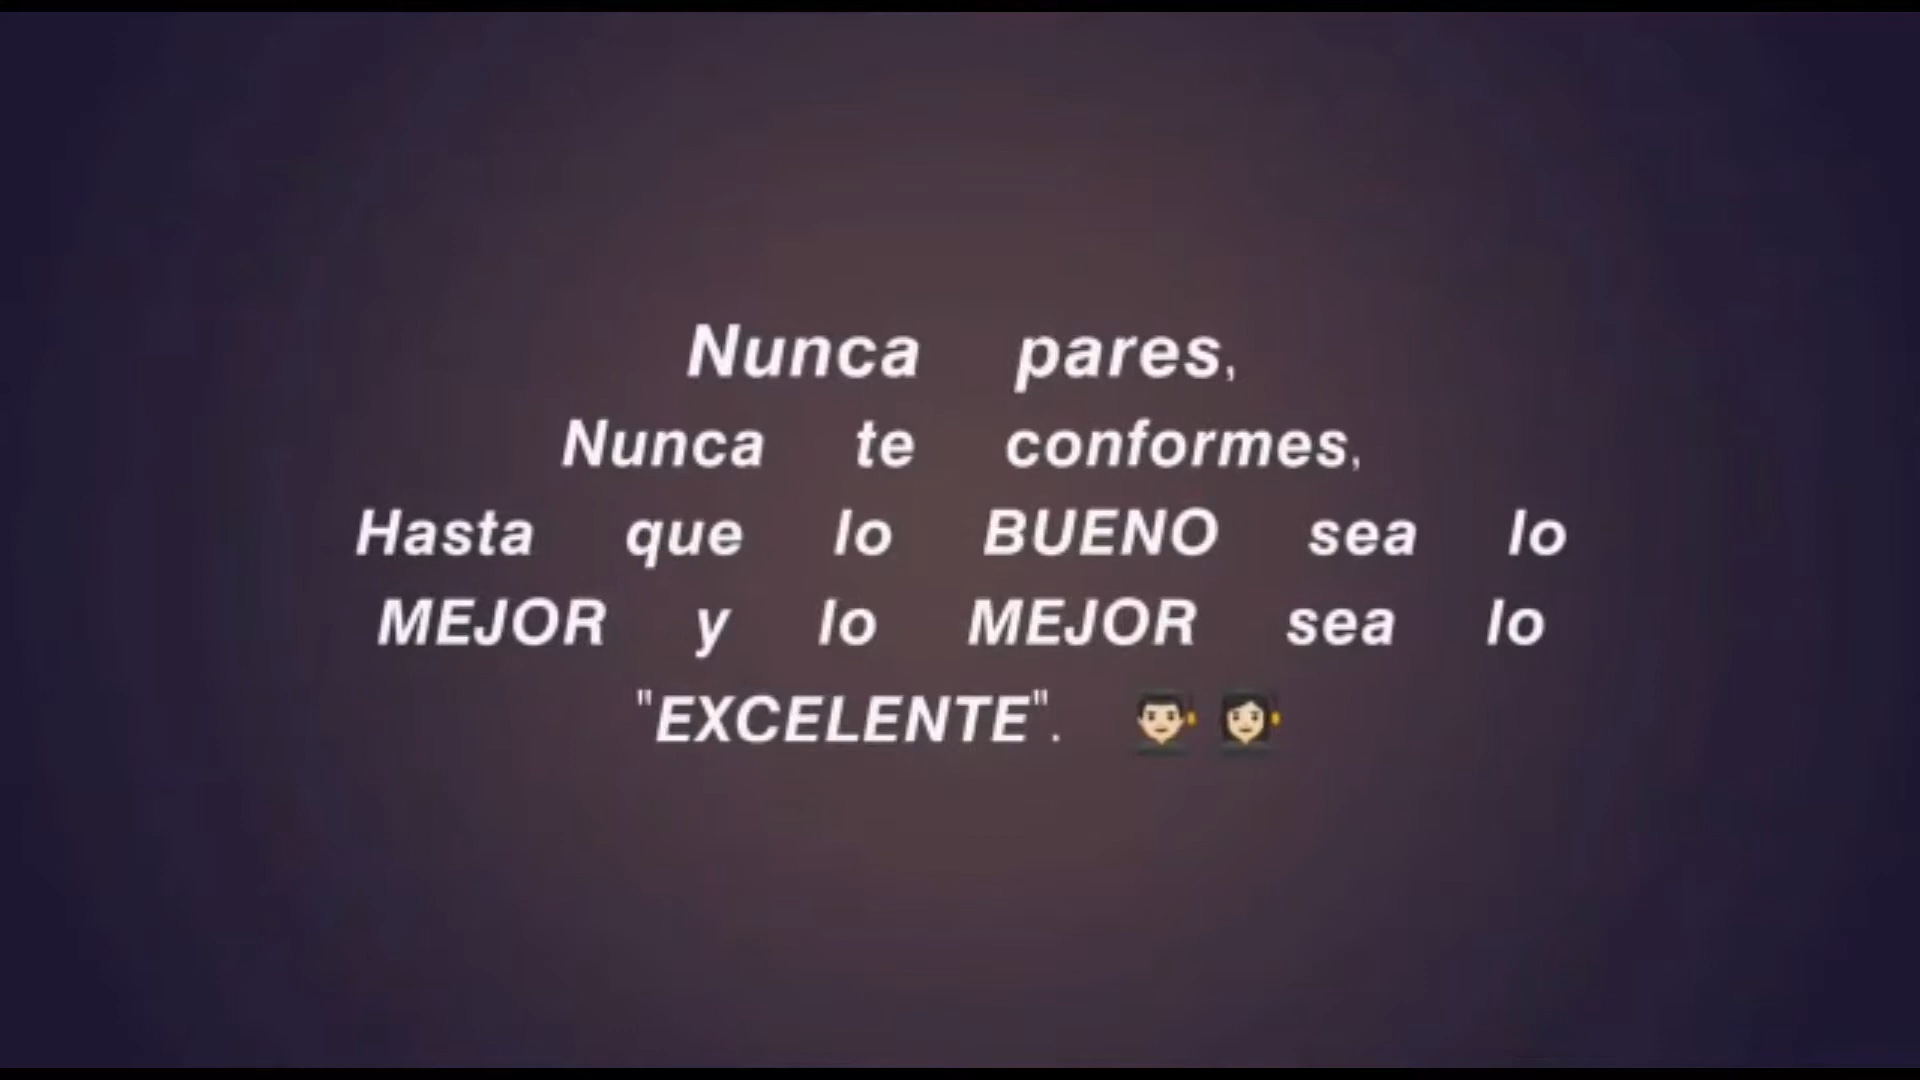 Nunca pares,
Nunca te conformes,
Hasta que lo BUENO sea lo
MEJOR y lo MEJOR sea lo
"EXCELENTE". 👨🏻‍🎓👩🏻‍🎓